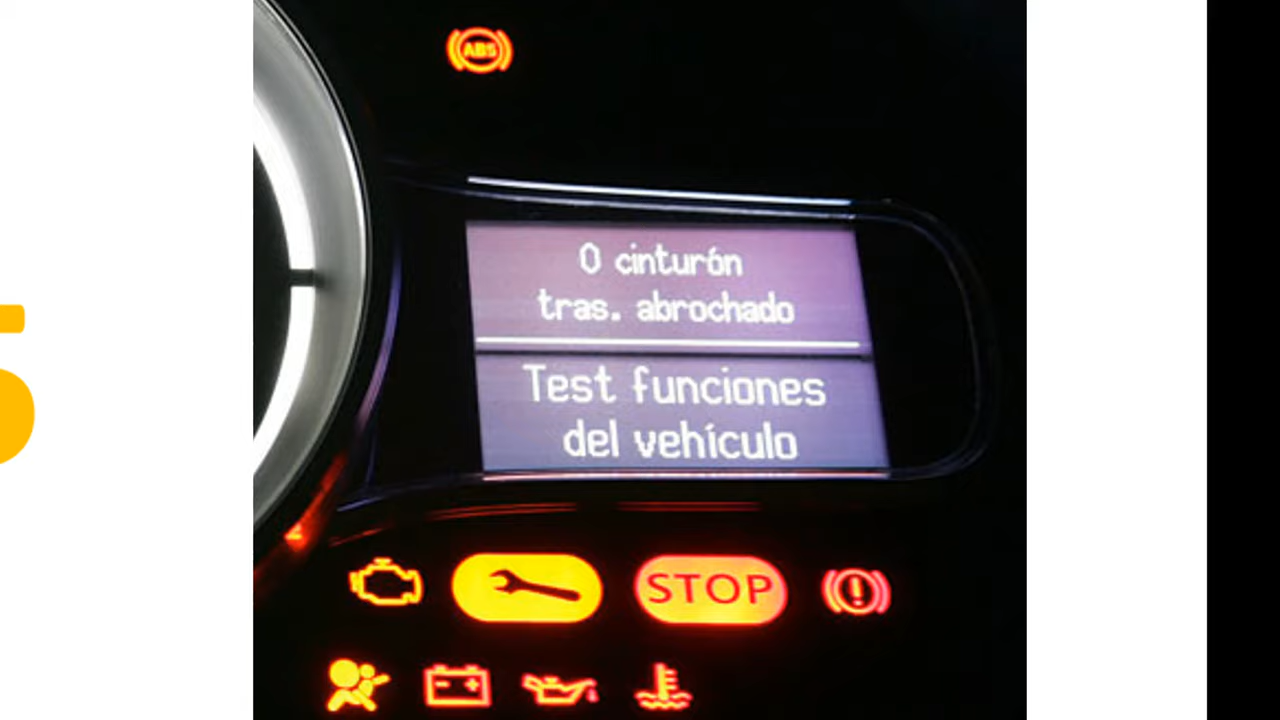 ABS
0 cinturón
tras. abrochado
Test funciones
del vehículo
STOP